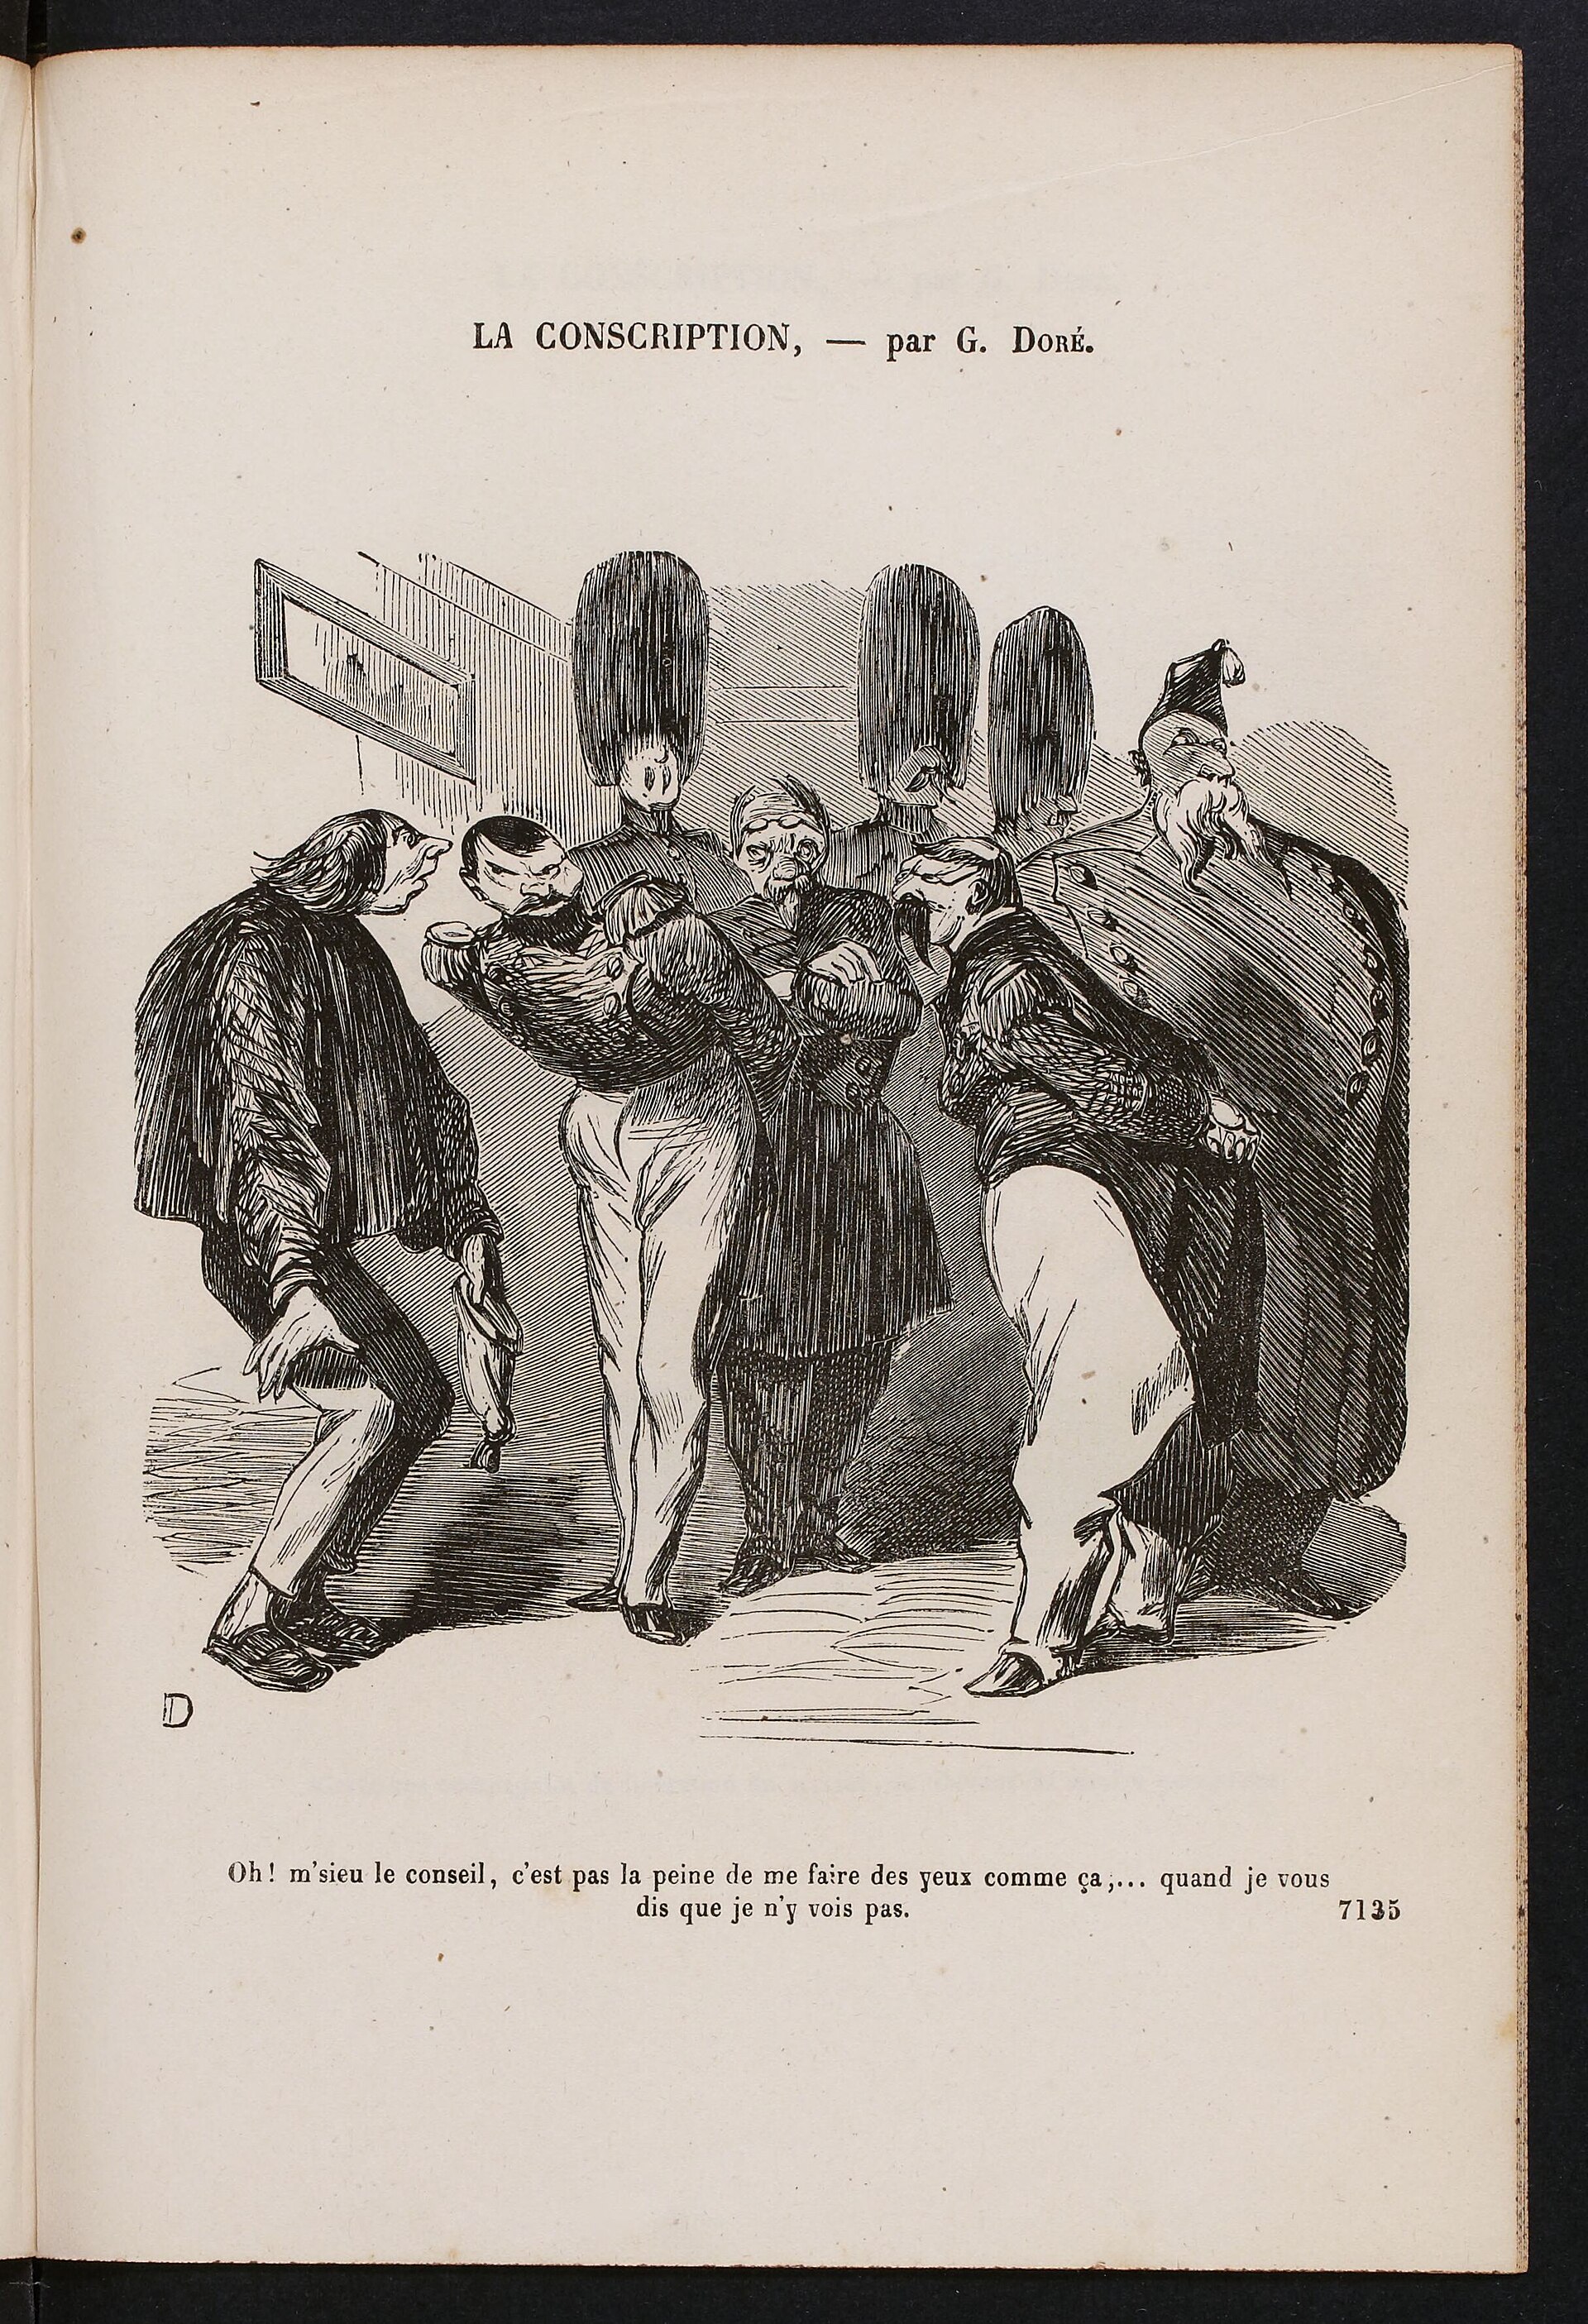 LA CONSCRIPTION, — par G. DORÉ.
D
Oh! m'sieu le conseil, c'est pas la peine de me faire des yeux comme ça,... quand je vous
dis que je n'y vois pas.
7135